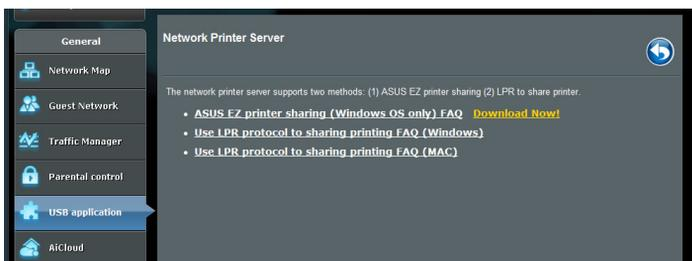 General
Network Map
Guest Network
Traffic Manager
Parental control
USB application
AiCloud
Network Printer Server
The network printer server supports two methods: (1) ASUS EZ printer sharing (2) LPR to share printer.
ASUS EZ printer sharing (Windows OS only) FAQ Download Now!
Use LPR protocol to sharing printing FAQ (Windows)
Use LPR protocol to sharing printing FAQ (MAC)